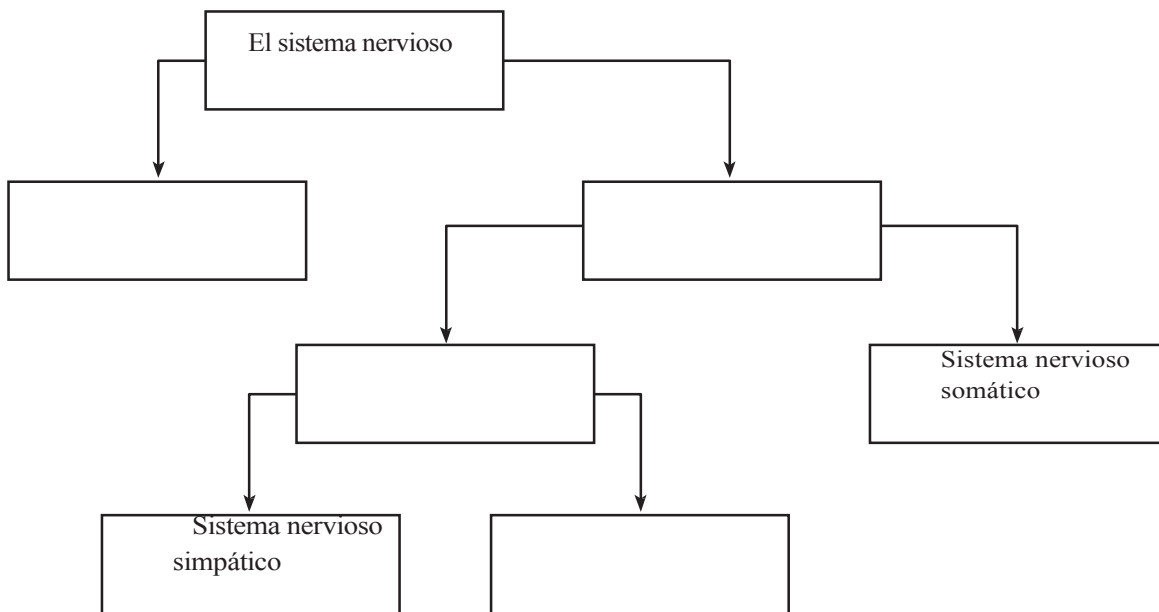 El sistema nervioso
Sistema nervioso
somático
Sistema nervioso
simpático